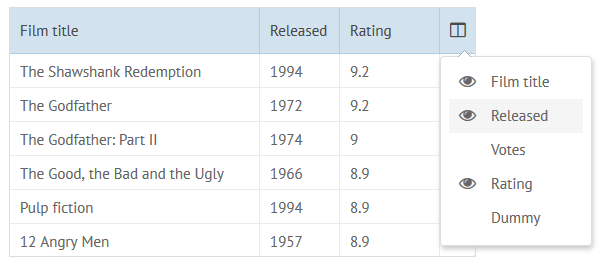 Film title Released Rating
The Shawshank Redemption 1994 9.2
The Godfather 1972 9.2
The Godfather: Part II 1974 9
The Good, the Bad and the Ugly 1966 8.9
Pulp fiction 1994 8.9
12 Angry Men 1957 8.9
Film title
Released
Votes
Rating
Dummy